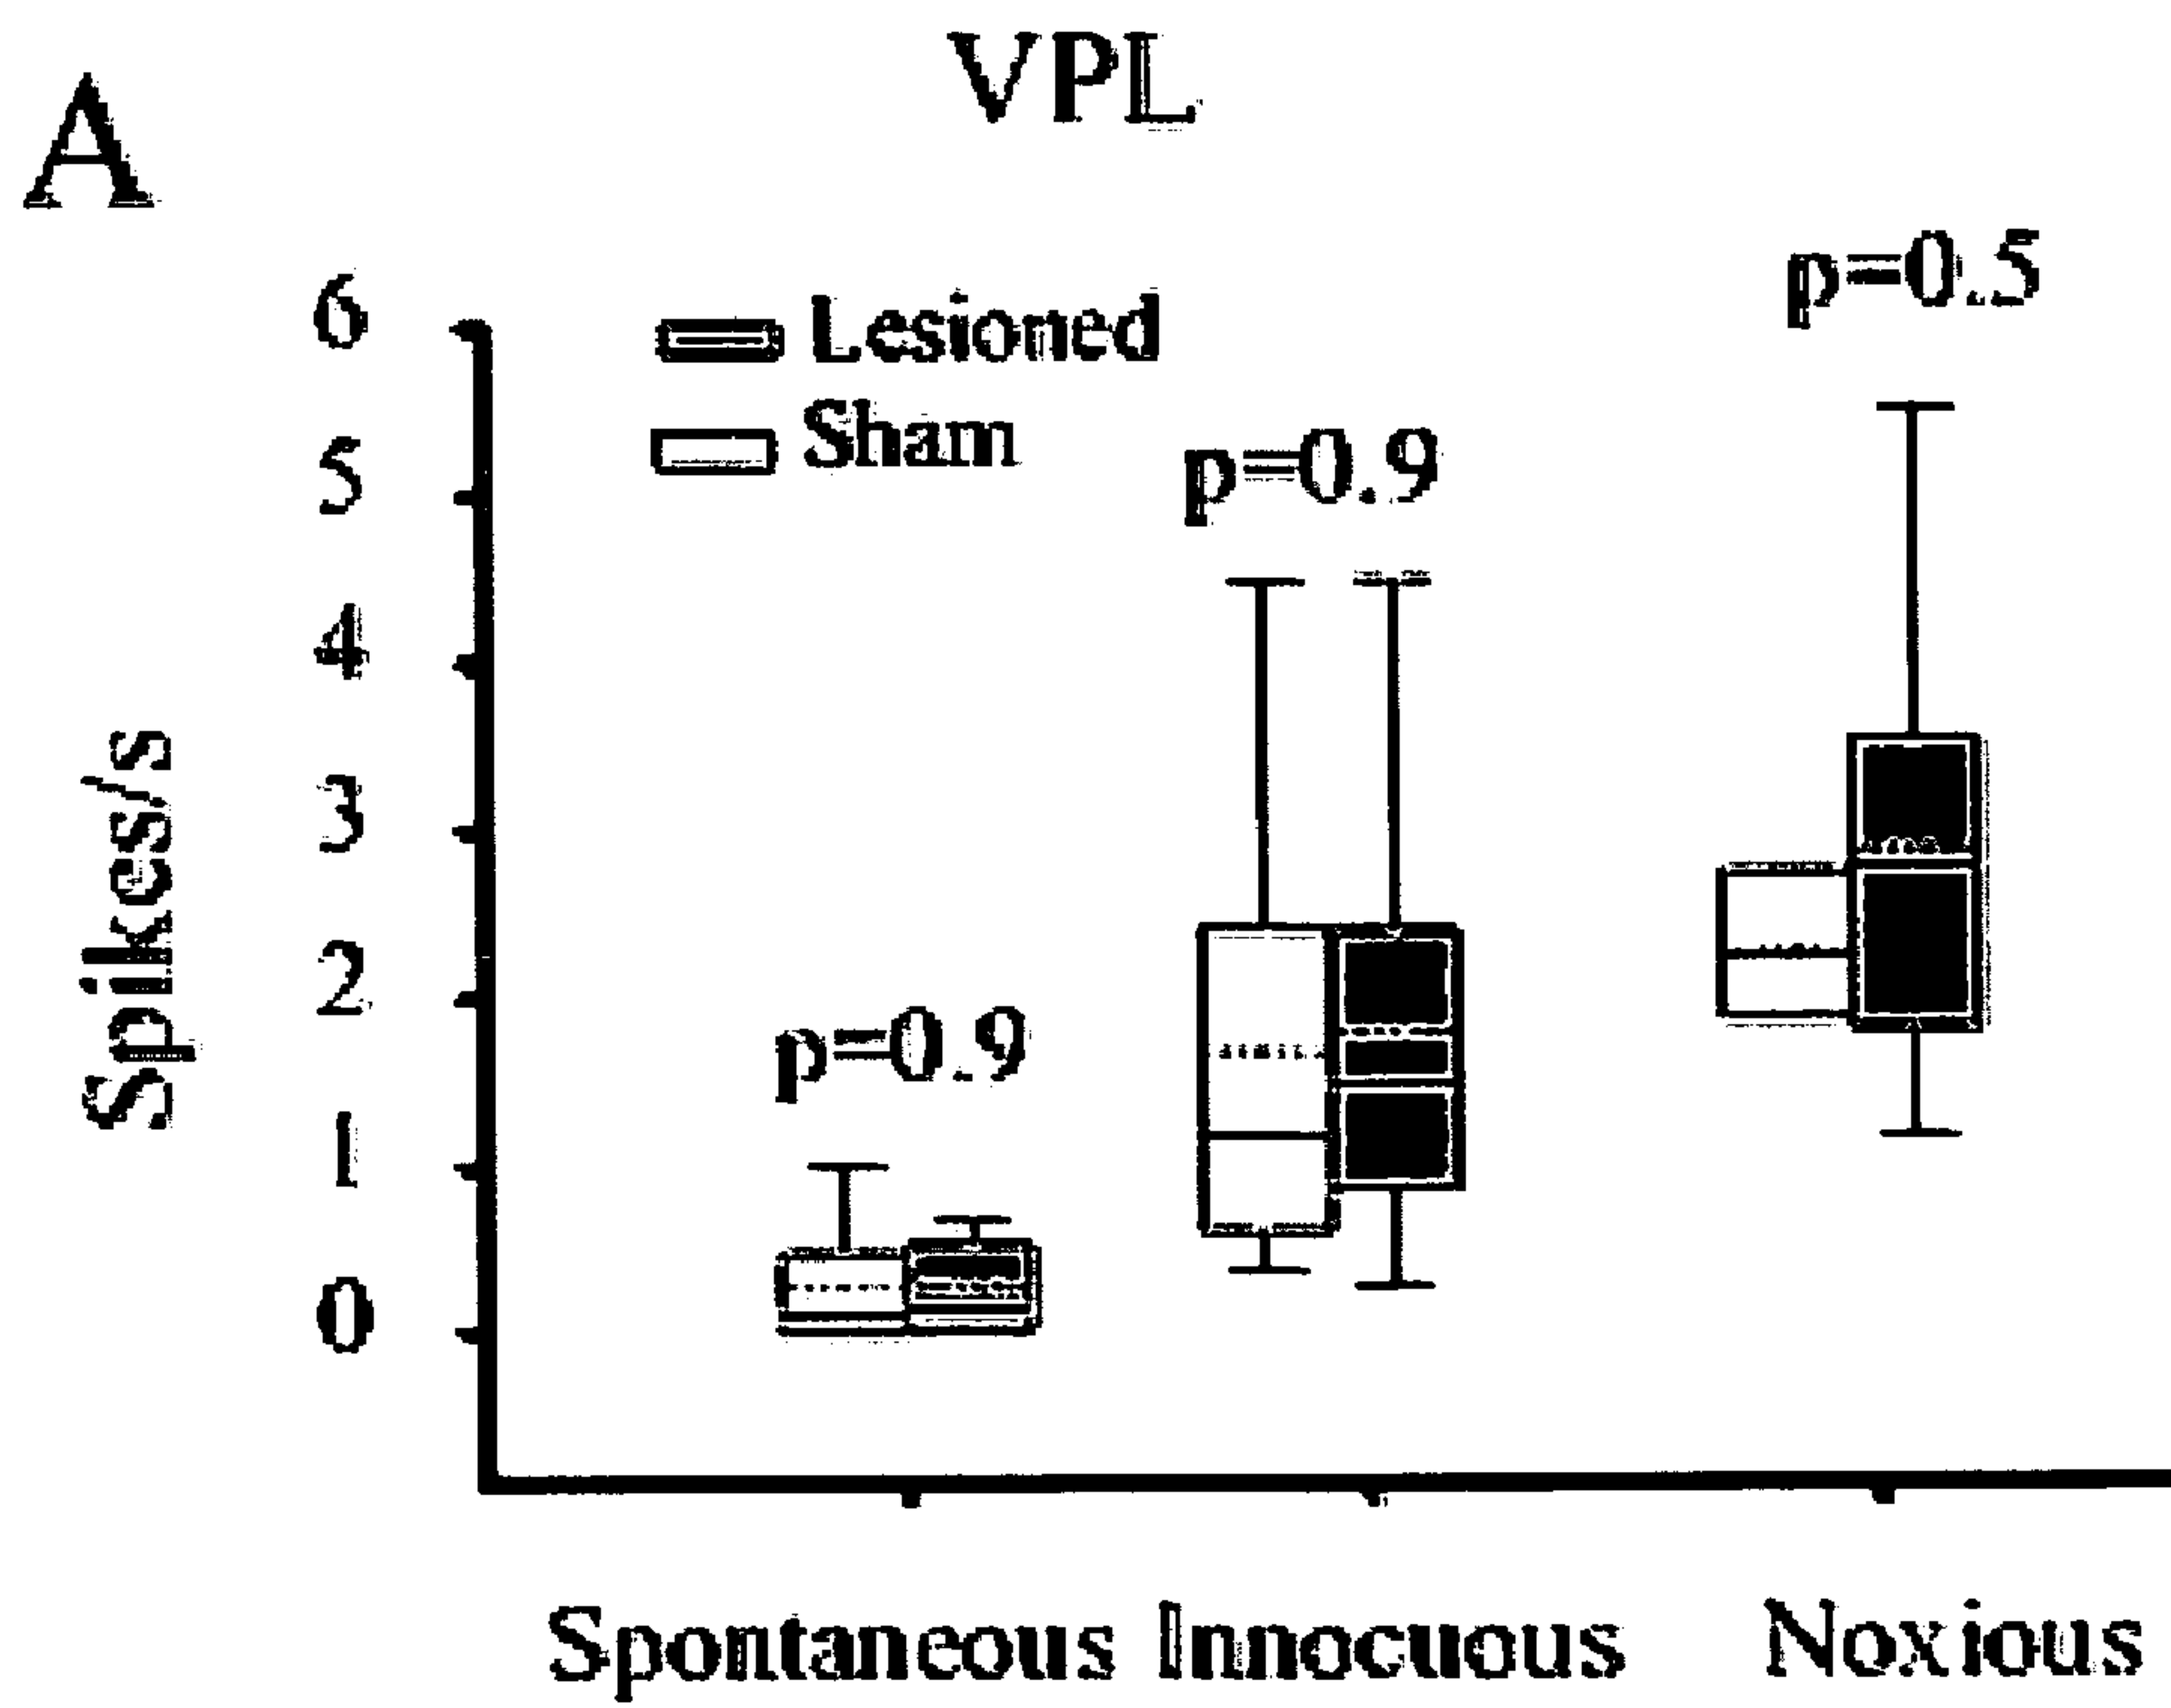 A
VPL
6
5
4
3
2
1
0
Spikes/s
Lesioned
Sham
p=0.9
p=0.9
p=0.5
Spontaneous Innocuous Noxious